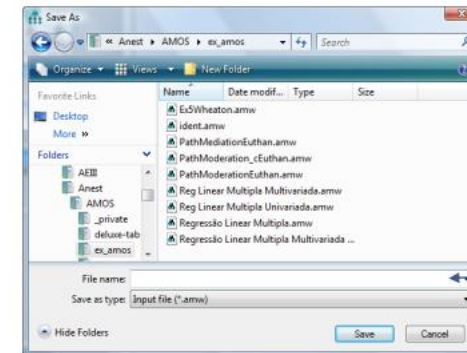 Save As
« Anest ▸ AMOS ▸ ex_amos
Search
Organize Views New Folder
Favorite Links
Desktop
More »
Folders
AEIII
Anest
AMOS
_private
deluxe-tab
ex_amos
Name Date modif... Type Size
Ex5Wheaton.amw
ident.amw
PathMediationEuthan.amw
PathModeration_cEuthan.amw
PathModerationEuthan.amw
Reg Linear Multipla Multivariada.amw
Reg Linear Multipla Univariada.amw
Regressão Linear Multipla.amw
Regressão Linear Multipla Multivariada ...
File name:
Save as type: Input file (*.amw)
Hide Folders
Save
Cancel